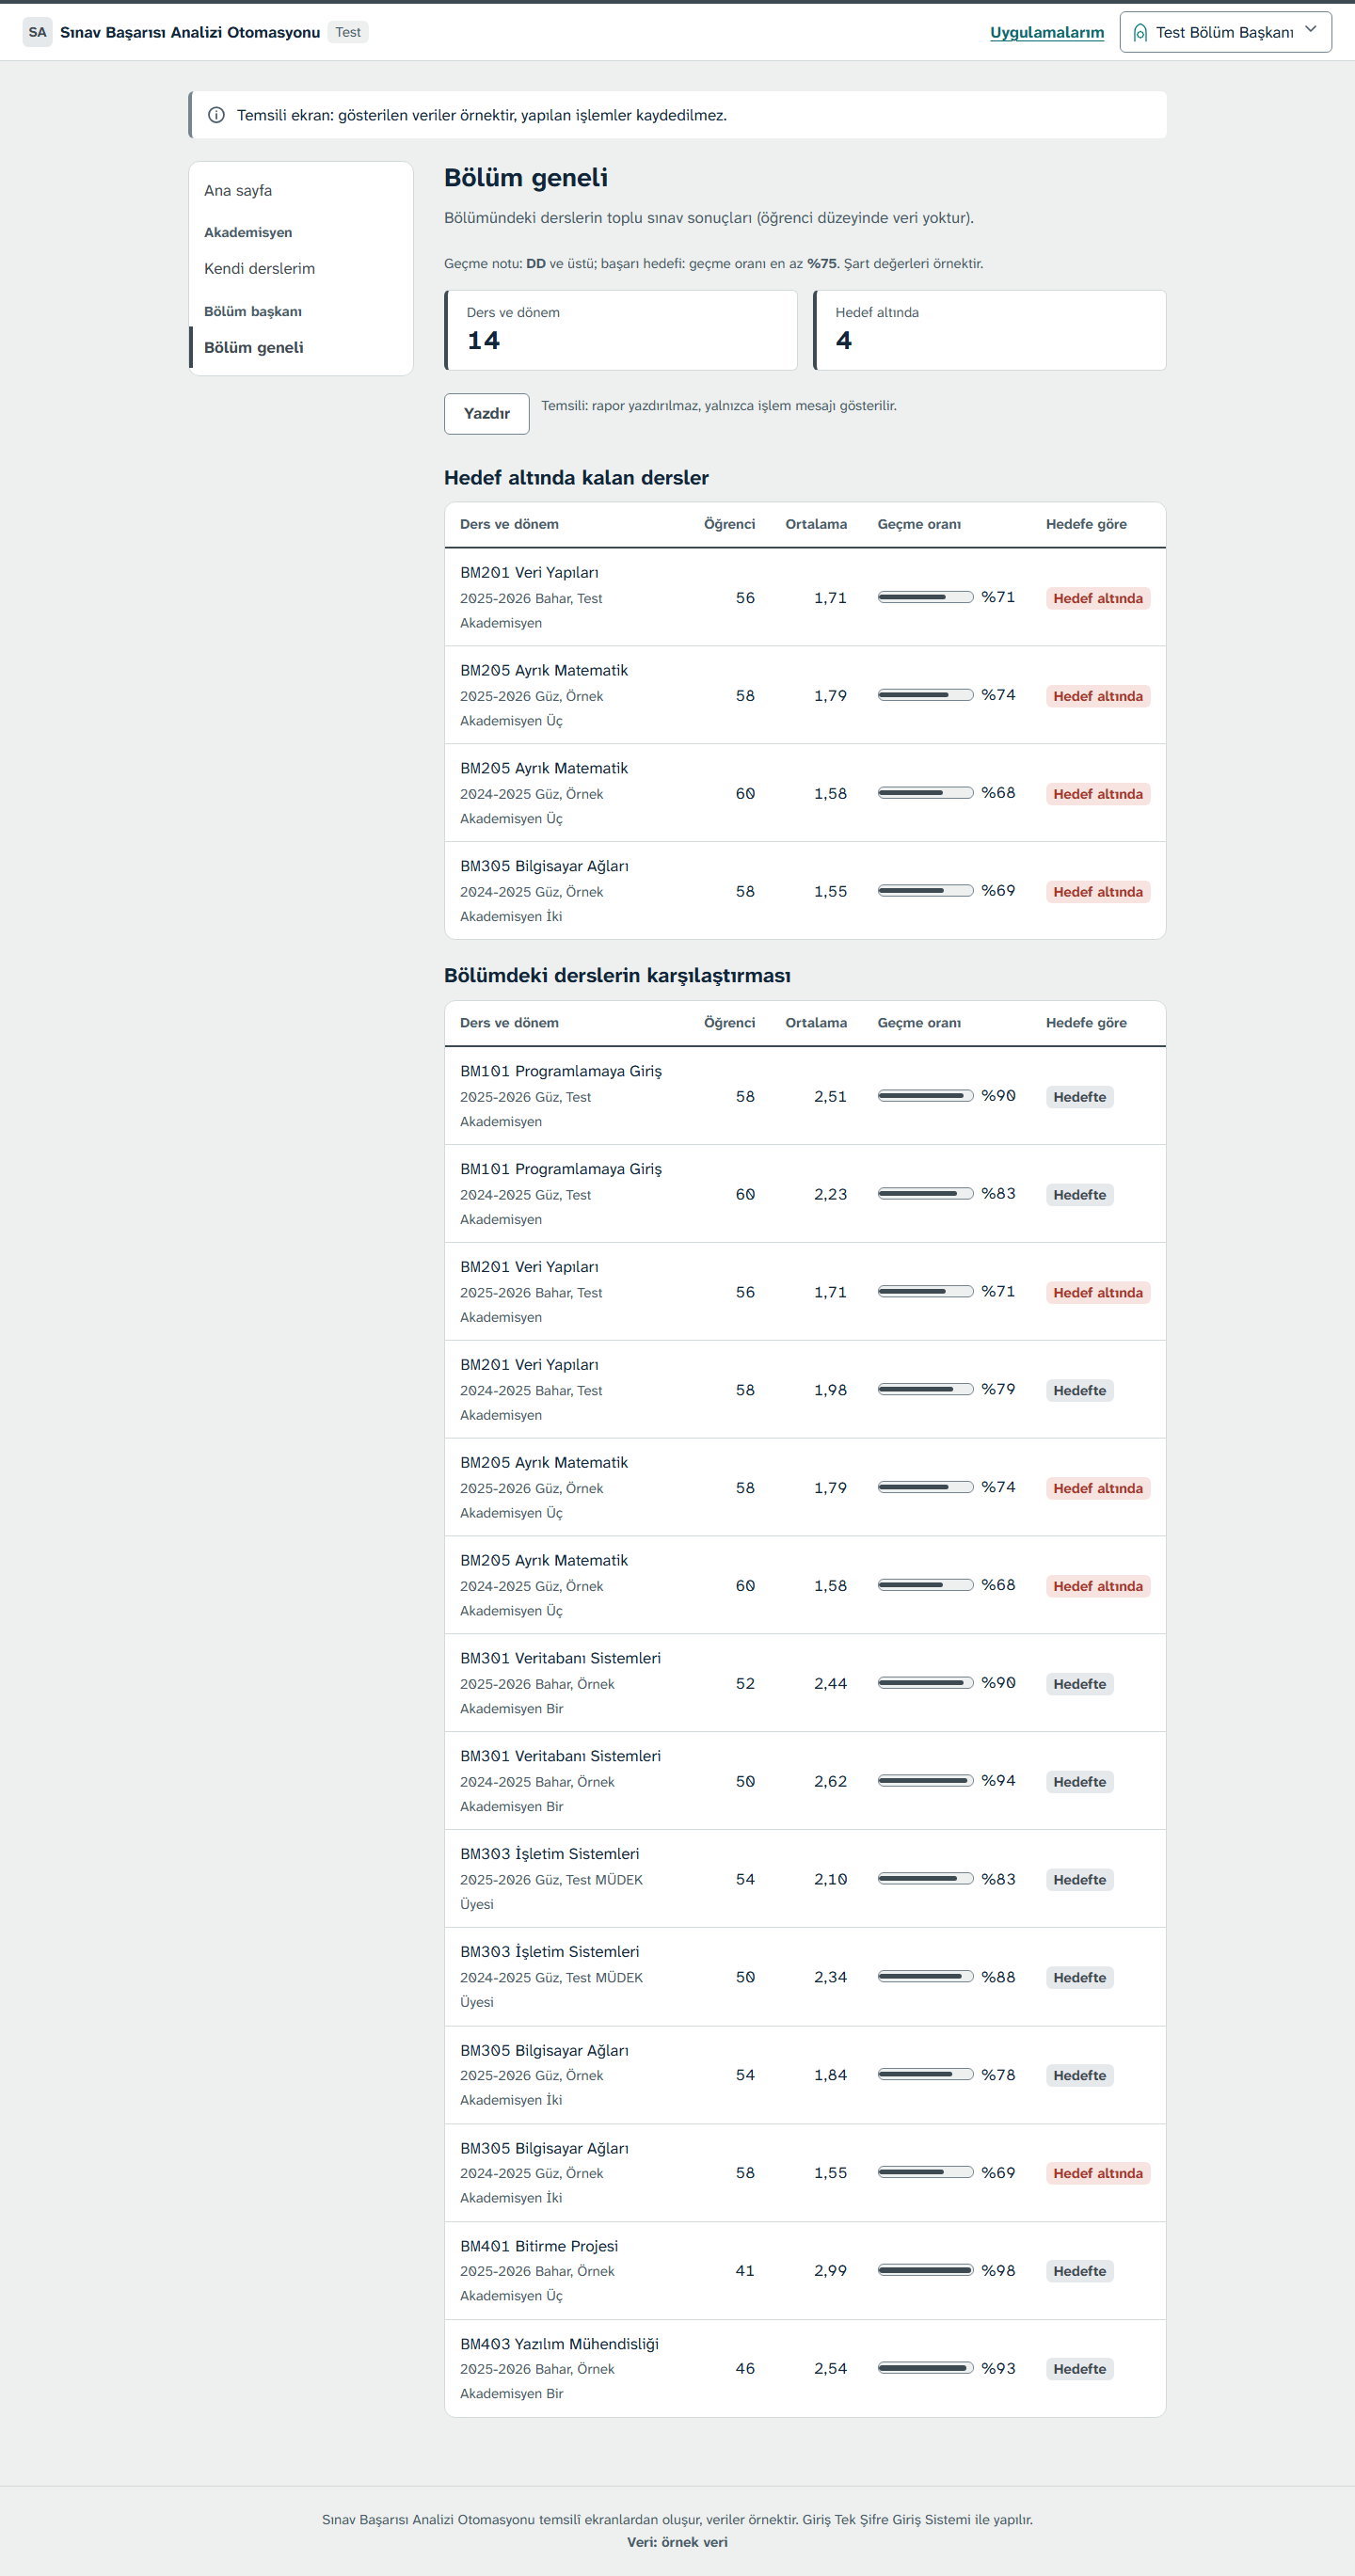 SA Sınav Başarısı Analizi Otomasyonu Test Uygulamalarım Test Bölüm Başkanı
Temsili ekran: gösterilen veriler örnektir, yapılan işlemler kaydedilmez.
Ana sayfa
Akademisyen
Kendi derslerim
Bölüm başkanı
Bölüm geneli
Bölüm geneli
Bölümündeki derslerin toplu sınav sonuçları (öğrenci düzeyinde veri yoktur).
Geçme notu: DD ve üstü; başarı hedefi: geçme oranı en az %75. Şart değerleri örnektir.
Ders ve dönem
14
Hedef altında
4
Yazdır Temsili: rapor yazdırılmaz, yalnızca işlem mesajı gösterilir.
Hedef altında kalan dersler
Ders ve dönem Öğrenci Ortalama Geçme oranı Hedefe göre
BM201 Veri Yapıları
2025-2026 Bahar, Test
Akademisyen
56 1,71 %71 Hedef altında
BM205 Ayrık Matematik
2025-2026 Güz, Örnek
Akademisyen Üç
58 1,79 %74 Hedef altında
BM205 Ayrık Matematik
2024-2025 Güz, Örnek
Akademisyen Üç
60 1,58 %68 Hedef altında
BM305 Bilgisayar Ağları
2024-2025 Güz, Örnek
Akademisyen İki
58 1,55 %69 Hedef altında
Bölümdeki derslerin karşılaştırması
Ders ve dönem Öğrenci Ortalama Geçme oranı Hedefe göre
BM101 Programlamaya Giriş
2025-2026 Güz, Test
Akademisyen
58 2,51 %90 Hedefte
BM101 Programlamaya Giriş
2024-2025 Güz, Test
Akademisyen
60 2,23 %83 Hedefte
BM201 Veri Yapıları
2025-2026 Bahar, Test
Akademisyen
56 1,71 %71 Hedef altında
BM201 Veri Yapıları
2024-2025 Bahar, Test
Akademisyen
58 1,98 %79 Hedefte
BM205 Ayrık Matematik
2025-2026 Güz, Örnek
Akademisyen Üç
58 1,79 %74 Hedef altında
BM205 Ayrık Matematik
2024-2025 Güz, Örnek
Akademisyen Üç
60 1,58 %68 Hedef altında
BM301 Veritabanı Sistemleri
2025-2026 Bahar, Örnek
Akademisyen Bir
52 2,44 %90 Hedefte
BM301 Veritabanı Sistemleri
2024-2025 Bahar, Örnek
Akademisyen Bir
50 2,62 %94 Hedefte
BM303 İşletim Sistemleri
2025-2026 Güz, Test MÜDEK
Üyesi
54 2,10 %83 Hedefte
BM303 İşletim Sistemleri
2024-2025 Güz, Test MÜDEK
Üyesi
50 2,34 %88 Hedefte
BM305 Bilgisayar Ağları
2025-2026 Güz, Örnek
Akademisyen İki
54 1,84 %78 Hedefte
BM305 Bilgisayar Ağları
2024-2025 Güz, Örnek
Akademisyen İki
58 1,55 %69 Hedef altında
BM401 Bitirme Projesi
2025-2026 Bahar, Örnek
Akademisyen Üç
41 2,99 %98 Hedefte
BM403 Yazılım Mühendisliği
2025-2026 Bahar, Örnek
Akademisyen Bir
46 2,54 %93 Hedefte
Sınav Başarısı Analizi Otomasyonu temsilî ekranlardan oluşur, veriler örnektir. Giriş Tek Şifre Giriş Sistemi ile yapılır.
Veri: örnek veri